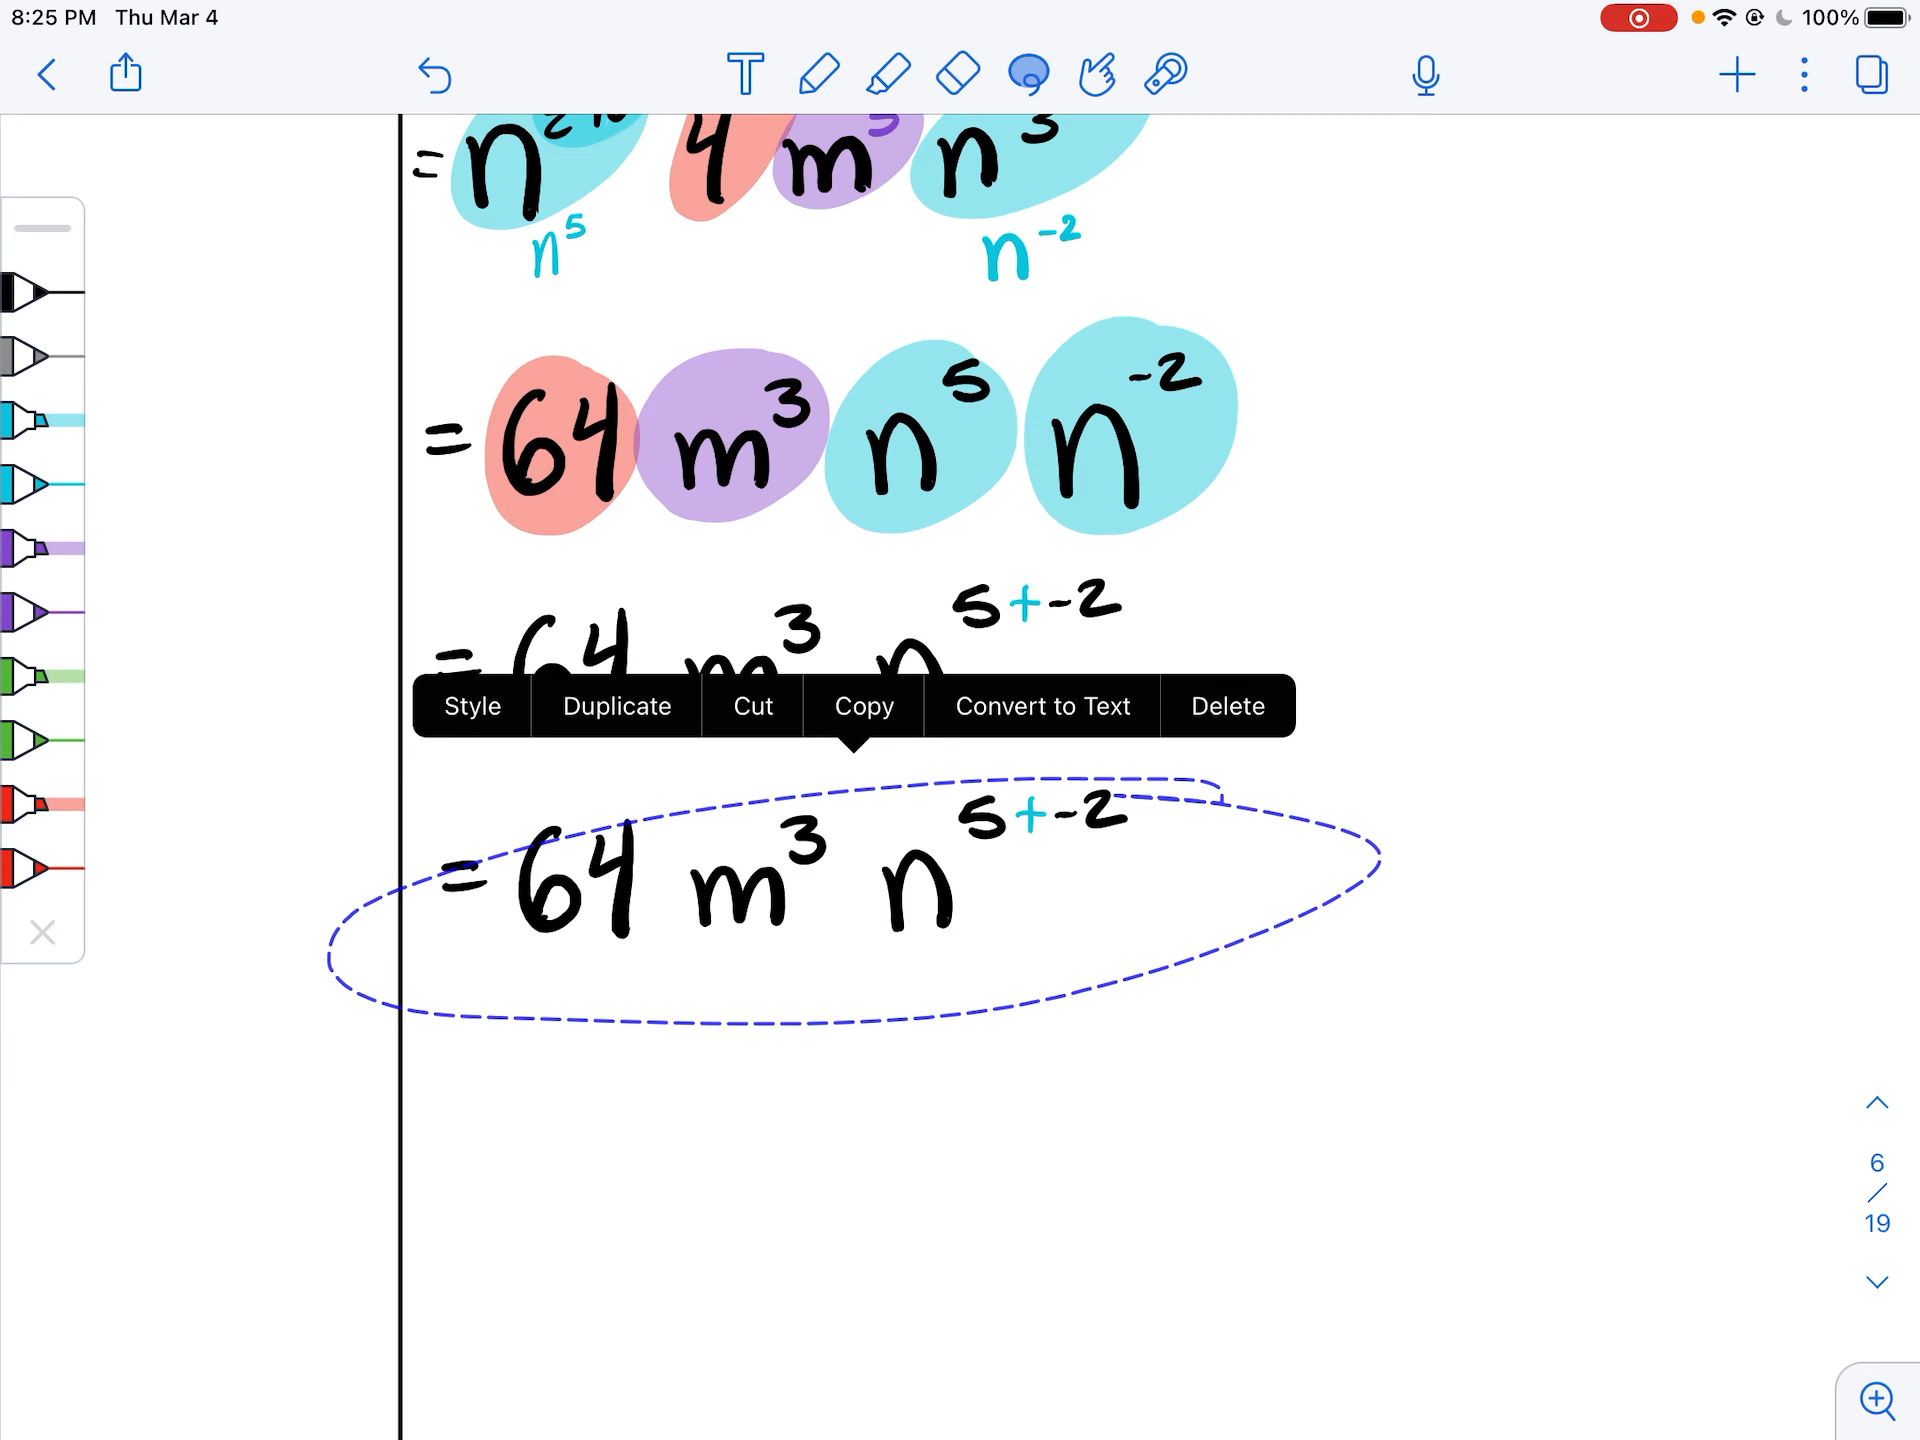 8:25 PM Thu Mar 4 100%
T
= n 4 m n³
n⁵ n⁻²
= 64 m³ n⁵ n⁻²
= 64 m³ n⁵⁺⁻²
Style Duplicate Cut Copy Convert to Text Delete
= 64 m³ n⁵⁺⁻²
6
/
19